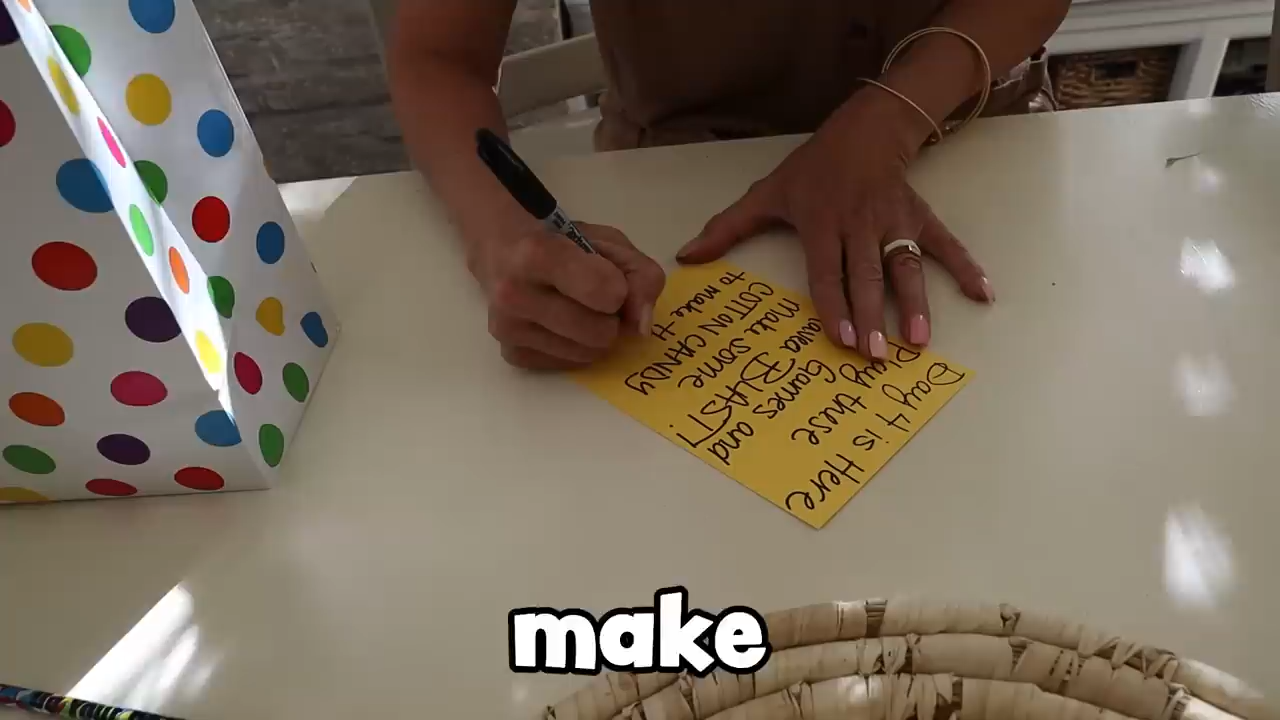 Day 4 is Here
Play these
Games and
Have a BLAST!
Make some
COTTON CANDY
to make it
make